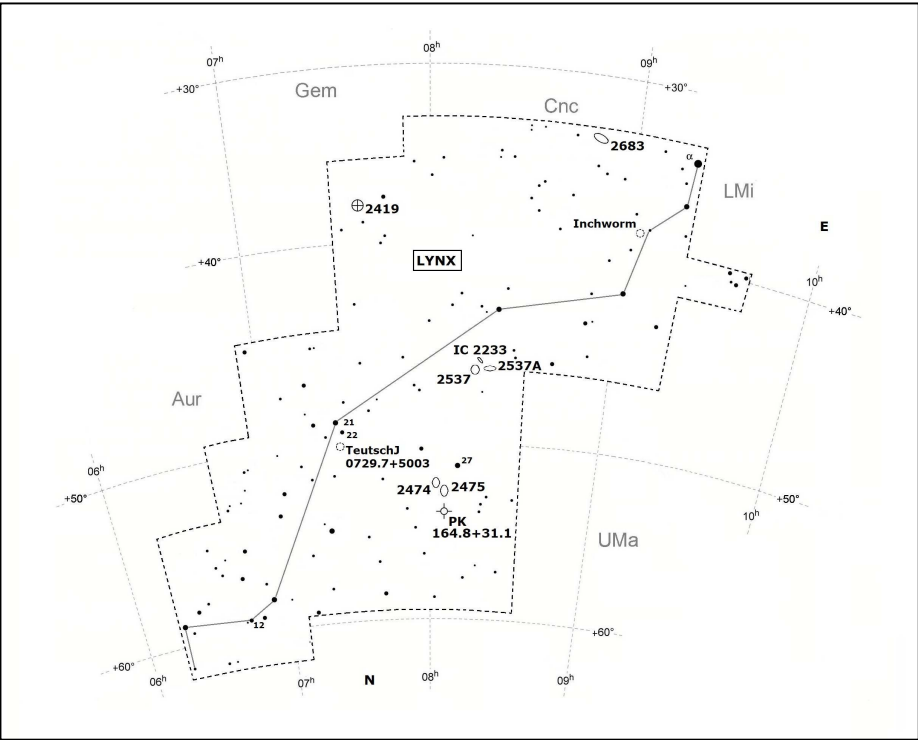 08h
07h
09h
+30°
+30°
Gem
Cnc
2683
α
LMi
2419
Inchworm
E
LYNX
+40°
10h
+40°
IC 2233
2537A
2537
Aur
21
22
TeutschJ
0729.7+5003
27
06h
2474
2475
+50°
+50°
10h
PK
164.8+31.1
UMa
12
+60°
+60°
06h
07h
N
08h
09h